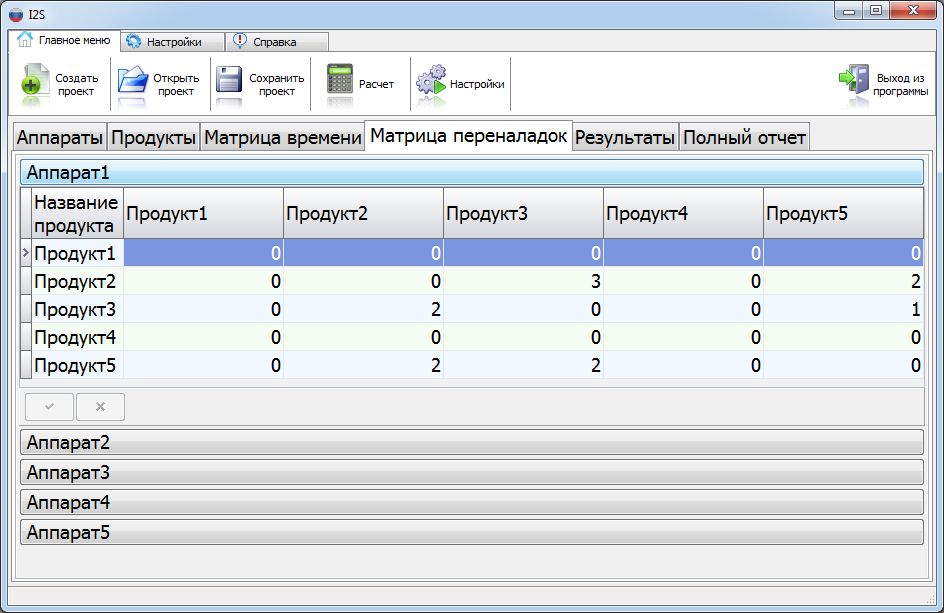 I2S
Главное меню Настройки Справка
Создать проект Открыть проект Сохранить проект Расчет Настройки Выход из программы
Аппараты Продукты Матрица времени Матрица переналадок Результаты Полный отчет
Аппарат1
Название продукта Продукт1 Продукт2 Продукт3 Продукт4 Продукт5
Продукт1 0 0 0 0 0
Продукт2 0 0 3 0 2
Продукт3 0 2 0 0 1
Продукт4 0 0 0 0 0
Продукт5 0 2 2 0 0
Аппарат2
Аппарат3
Аппарат4
Аппарат5